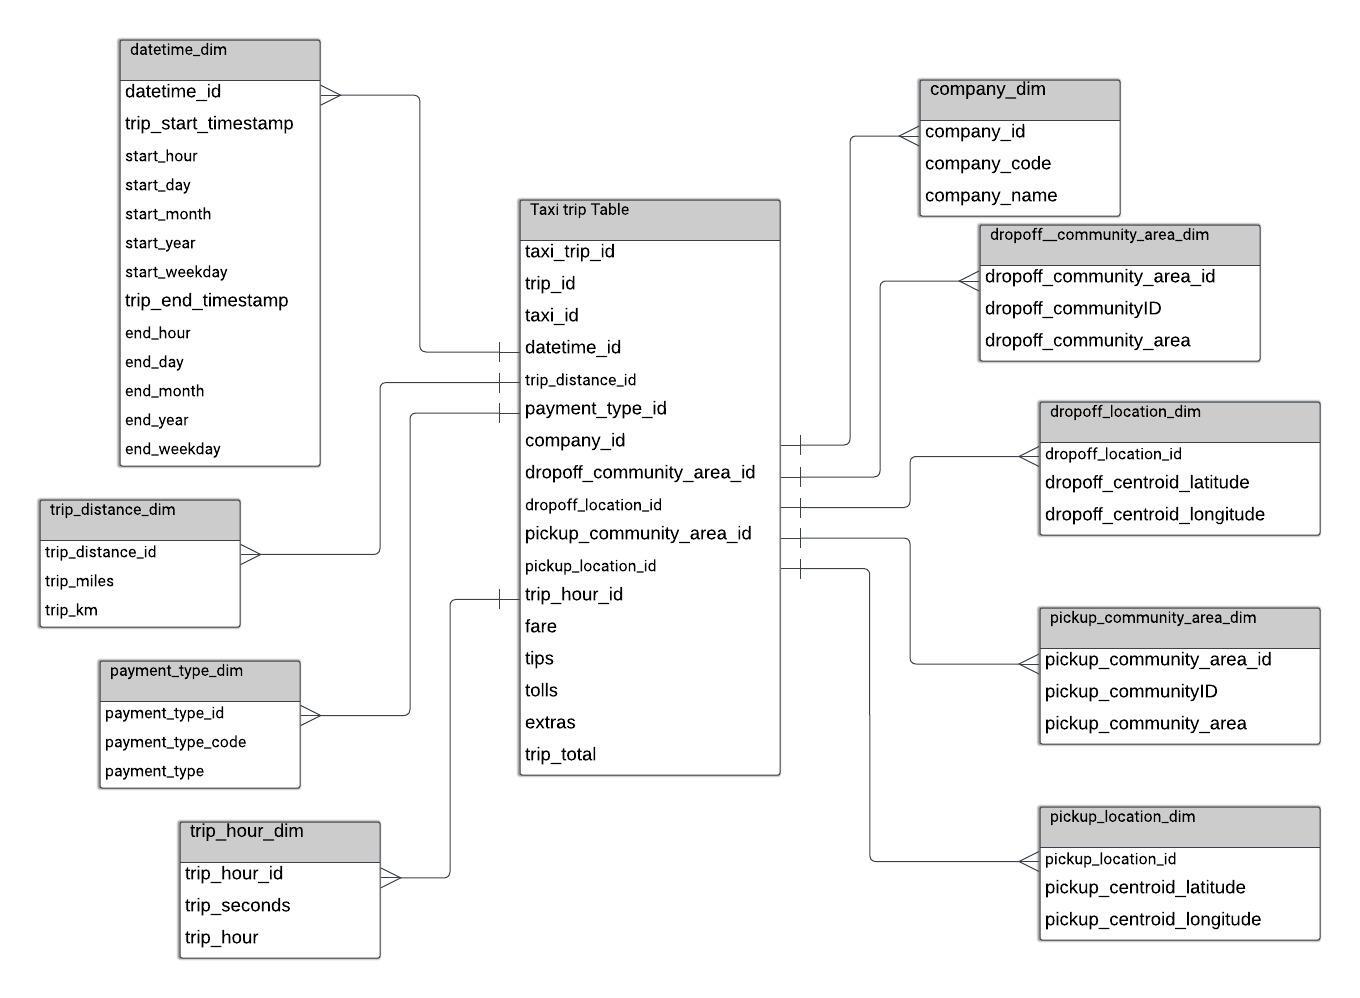 datetime_dim
datetime_id
trip_start_timestamp
start_hour
start_day
start_month
start_year
start_weekday
trip_end_timestamp
end_hour
end_day
end_month
end_year
end_weekday
trip_distance_dim
trip_distance_id
trip_miles
trip_km
payment_type_dim
payment_type_id
payment_type_code
payment_type
trip_hour_dim
trip_hour_id
trip_seconds
trip_hour
Taxi trip Table
taxi_trip_id
trip_id
taxi_id
datetime_id
trip_distance_id
payment_type_id
company_id
dropoff_community_area_id
dropoff_location_id
pickup_community_area_id
pickup_location_id
trip_hour_id
fare
tips
tolls
extras
trip_total
company_dim
company_id
company_code
company_name
dropoff__community_area_dim
dropoff_community_area_id
dropoff_communityID
dropoff_community_area
dropoff_location_dim
dropoff_location_id
dropoff_centroid_latitude
dropoff_centroid_longitude
pickup_community_area_dim
pickup_community_area_id
pickup_communityID
pickup_community_area
pickup_location_dim
pickup_location_id
pickup_centroid_latitude
pickup_centroid_longitude